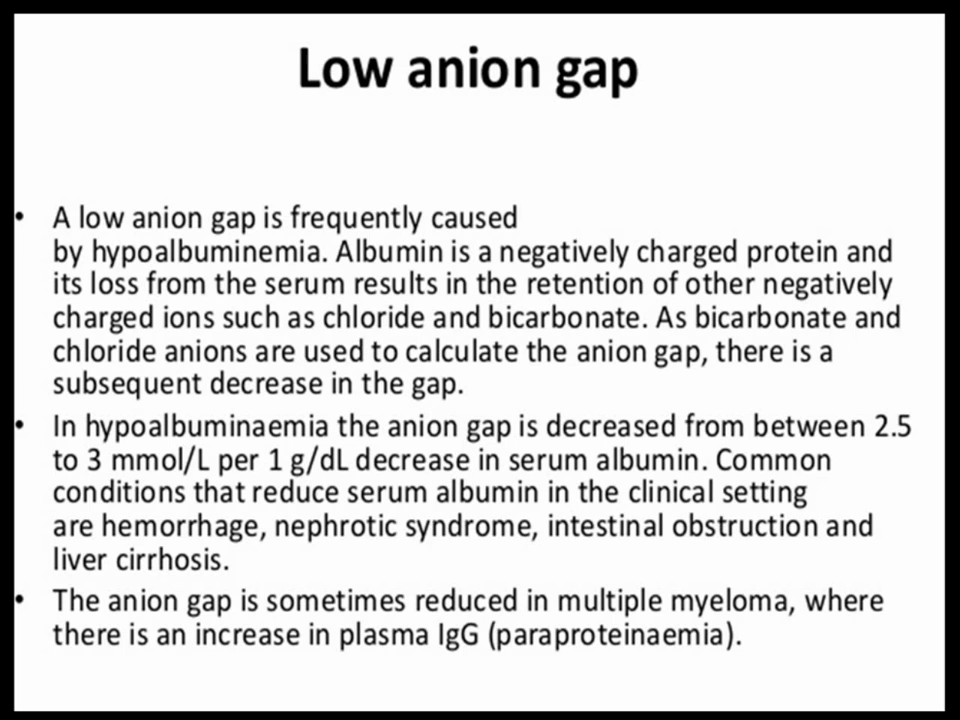 Low anion gap
• A low anion gap is frequently caused
by hypoalbuminemia. Albumin is a negatively charged protein and
its loss from the serum results in the retention of other negatively
charged ions such as chloride and bicarbonate. As bicarbonate and
chloride anions are used to calculate the anion gap, there is a
subsequent decrease in the gap.
• In hypoalbuminaemia the anion gap is decreased from between 2.5
to 3 mmol/L per 1 g/dL decrease in serum albumin. Common
conditions that reduce serum albumin in the clinical setting
are hemorrhage, nephrotic syndrome, intestinal obstruction and
liver cirrhosis.
• The anion gap is sometimes reduced in multiple myeloma, where
there is an increase in plasma IgG (paraproteinaemia).